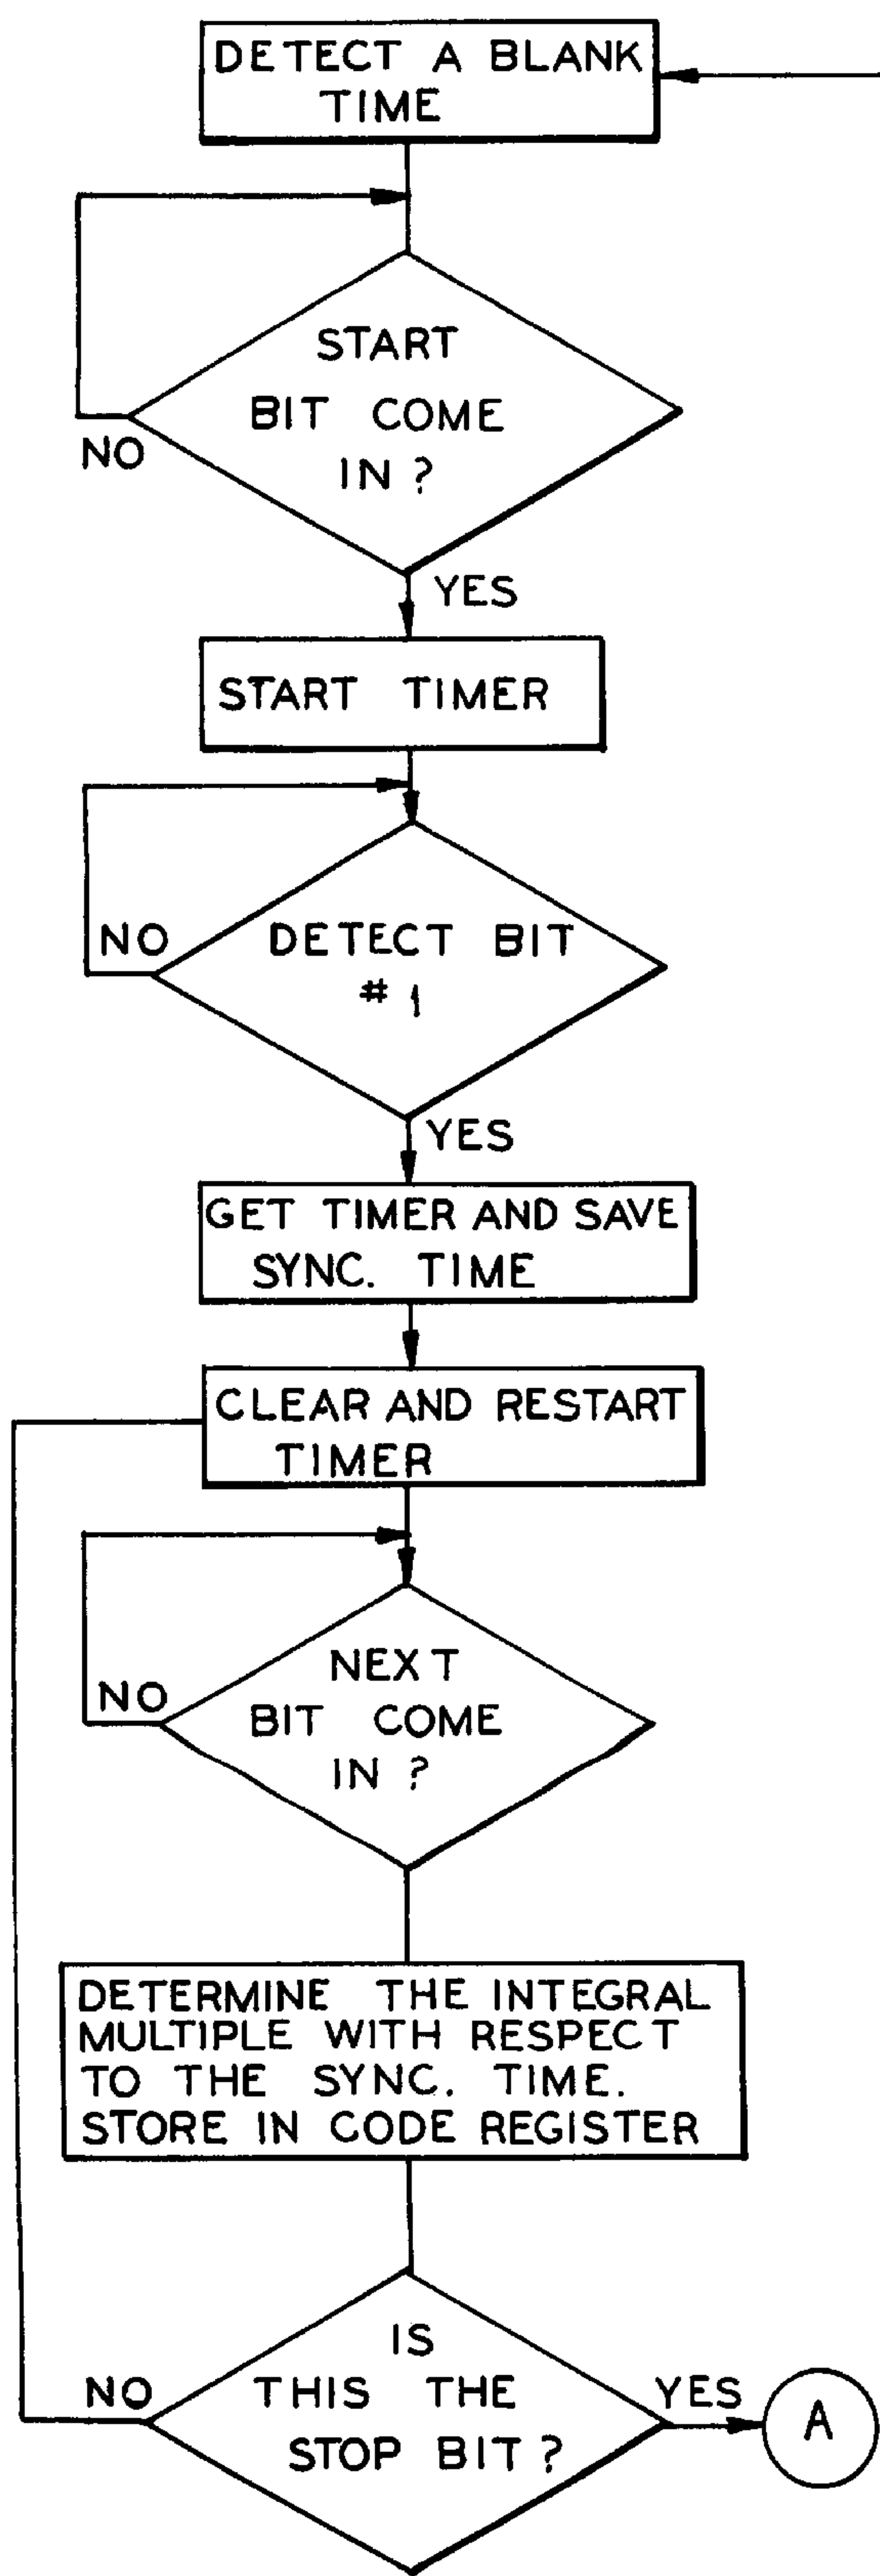 DETECT A BLANK
TIME
START
BIT COME
IN ?
NO
YES
START TIMER
NO
DETECT BIT
# 1
YES
GET TIMER AND SAVE
SYNC. TIME
CLEAR AND RESTART
TIMER
NEXT
BIT COME
IN ?
NO
DETERMINE THE INTEGRAL
MULTIPLE WITH RESPECT
TO THE SYNC. TIME.
STORE IN CODE REGISTER
IS
THIS THE
STOP BIT ?
NO
YES
A